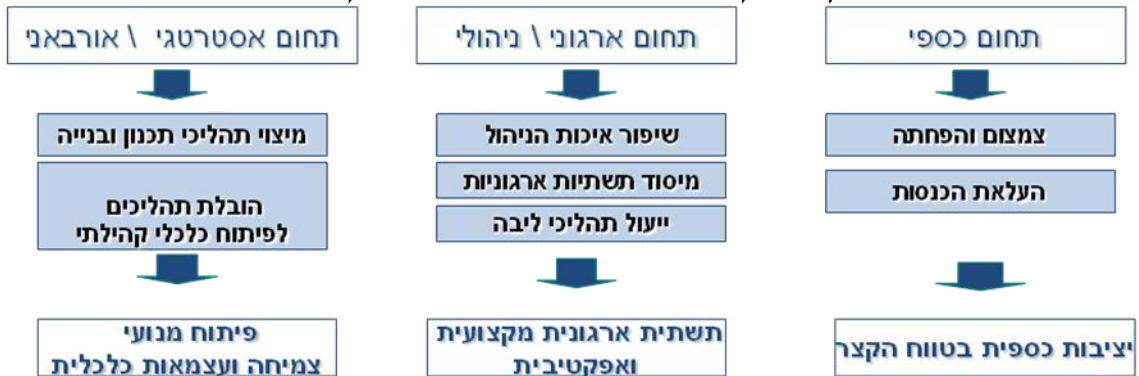 תחום כספי
צמצום והפחתה
העלאת הכנסות
יציבות כספית בטווח הקצר
תחום ארגוני \ ניהולי
שיפור איכות הניהול
מיסוד תשתיות ארגוניות
ייעול תהליכי ליבה
תשתית ארגונית מקצועית
ואפקטיבית
תחום אסטרטגי \ אורבאני
מיצוי תהליכי תכנון ובנייה
הובלת תהליכים
לפיתוח כלכלי קהילתי
פיתוח מנועי
צמיחה ועצמאות כלכלית